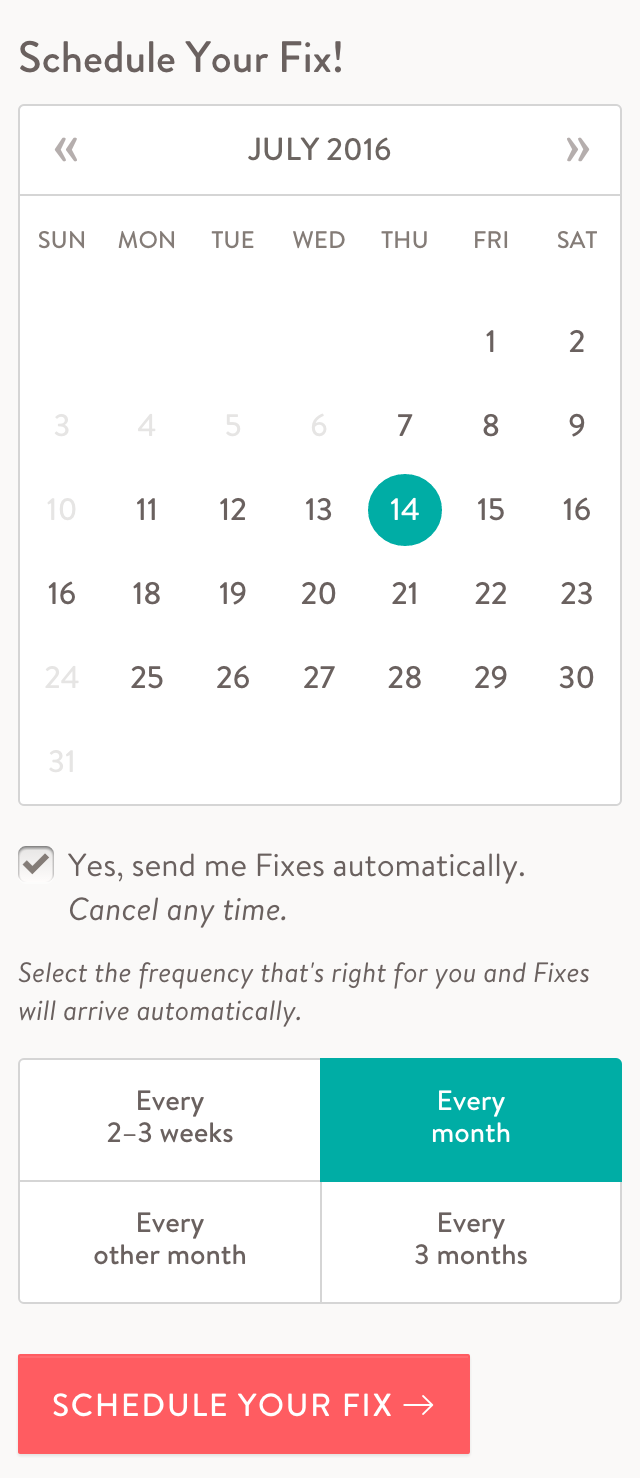 Schedule Your Fix!
« JULY 2016 »
SUN MON TUE WED THU FRI SAT
1 2
3 4 5 6 7 8 9
10 11 12 13 14 15 16
16 18 19 20 21 22 23
24 25 26 27 28 29 30
31
Yes, send me Fixes automatically.
Cancel any time.
Select the frequency that's right for you and Fixes
will arrive automatically.
Every
2–3 weeks
Every
month
Every
other month
Every
3 months
SCHEDULE YOUR FIX →